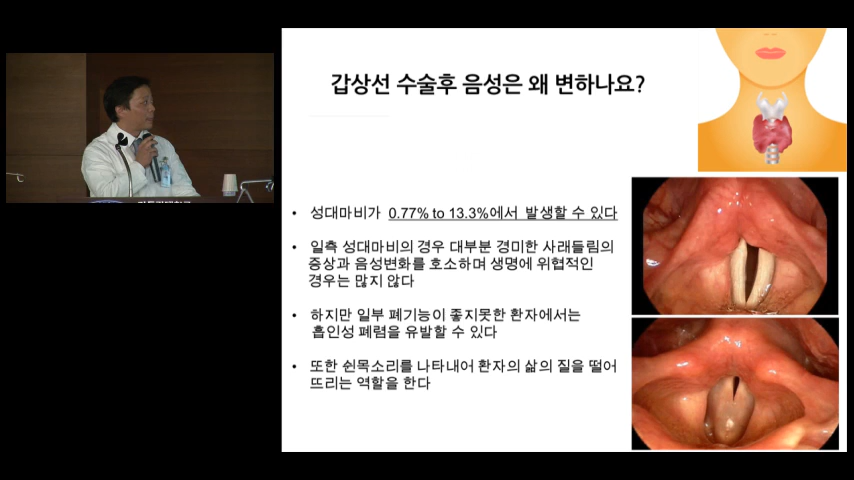 갑상선 수술후 음성은 왜 변하나요?
• 성대마비가 0.77% to 13.3%에서 발생할 수 있다
• 일측 성대마비의 경우 대부분 경미한 사래들림의
증상과 음성변화를 호소하며 생명에 위협적인
경우는 많지 않다
• 하지만 일부 폐기능이 좋지못한 환자에서는
흡인성 폐렴을 유발할 수 있다
• 또한 쉰목소리를 나타내어 환자의 삶의 질을 떨어
뜨리는 역할을 한다